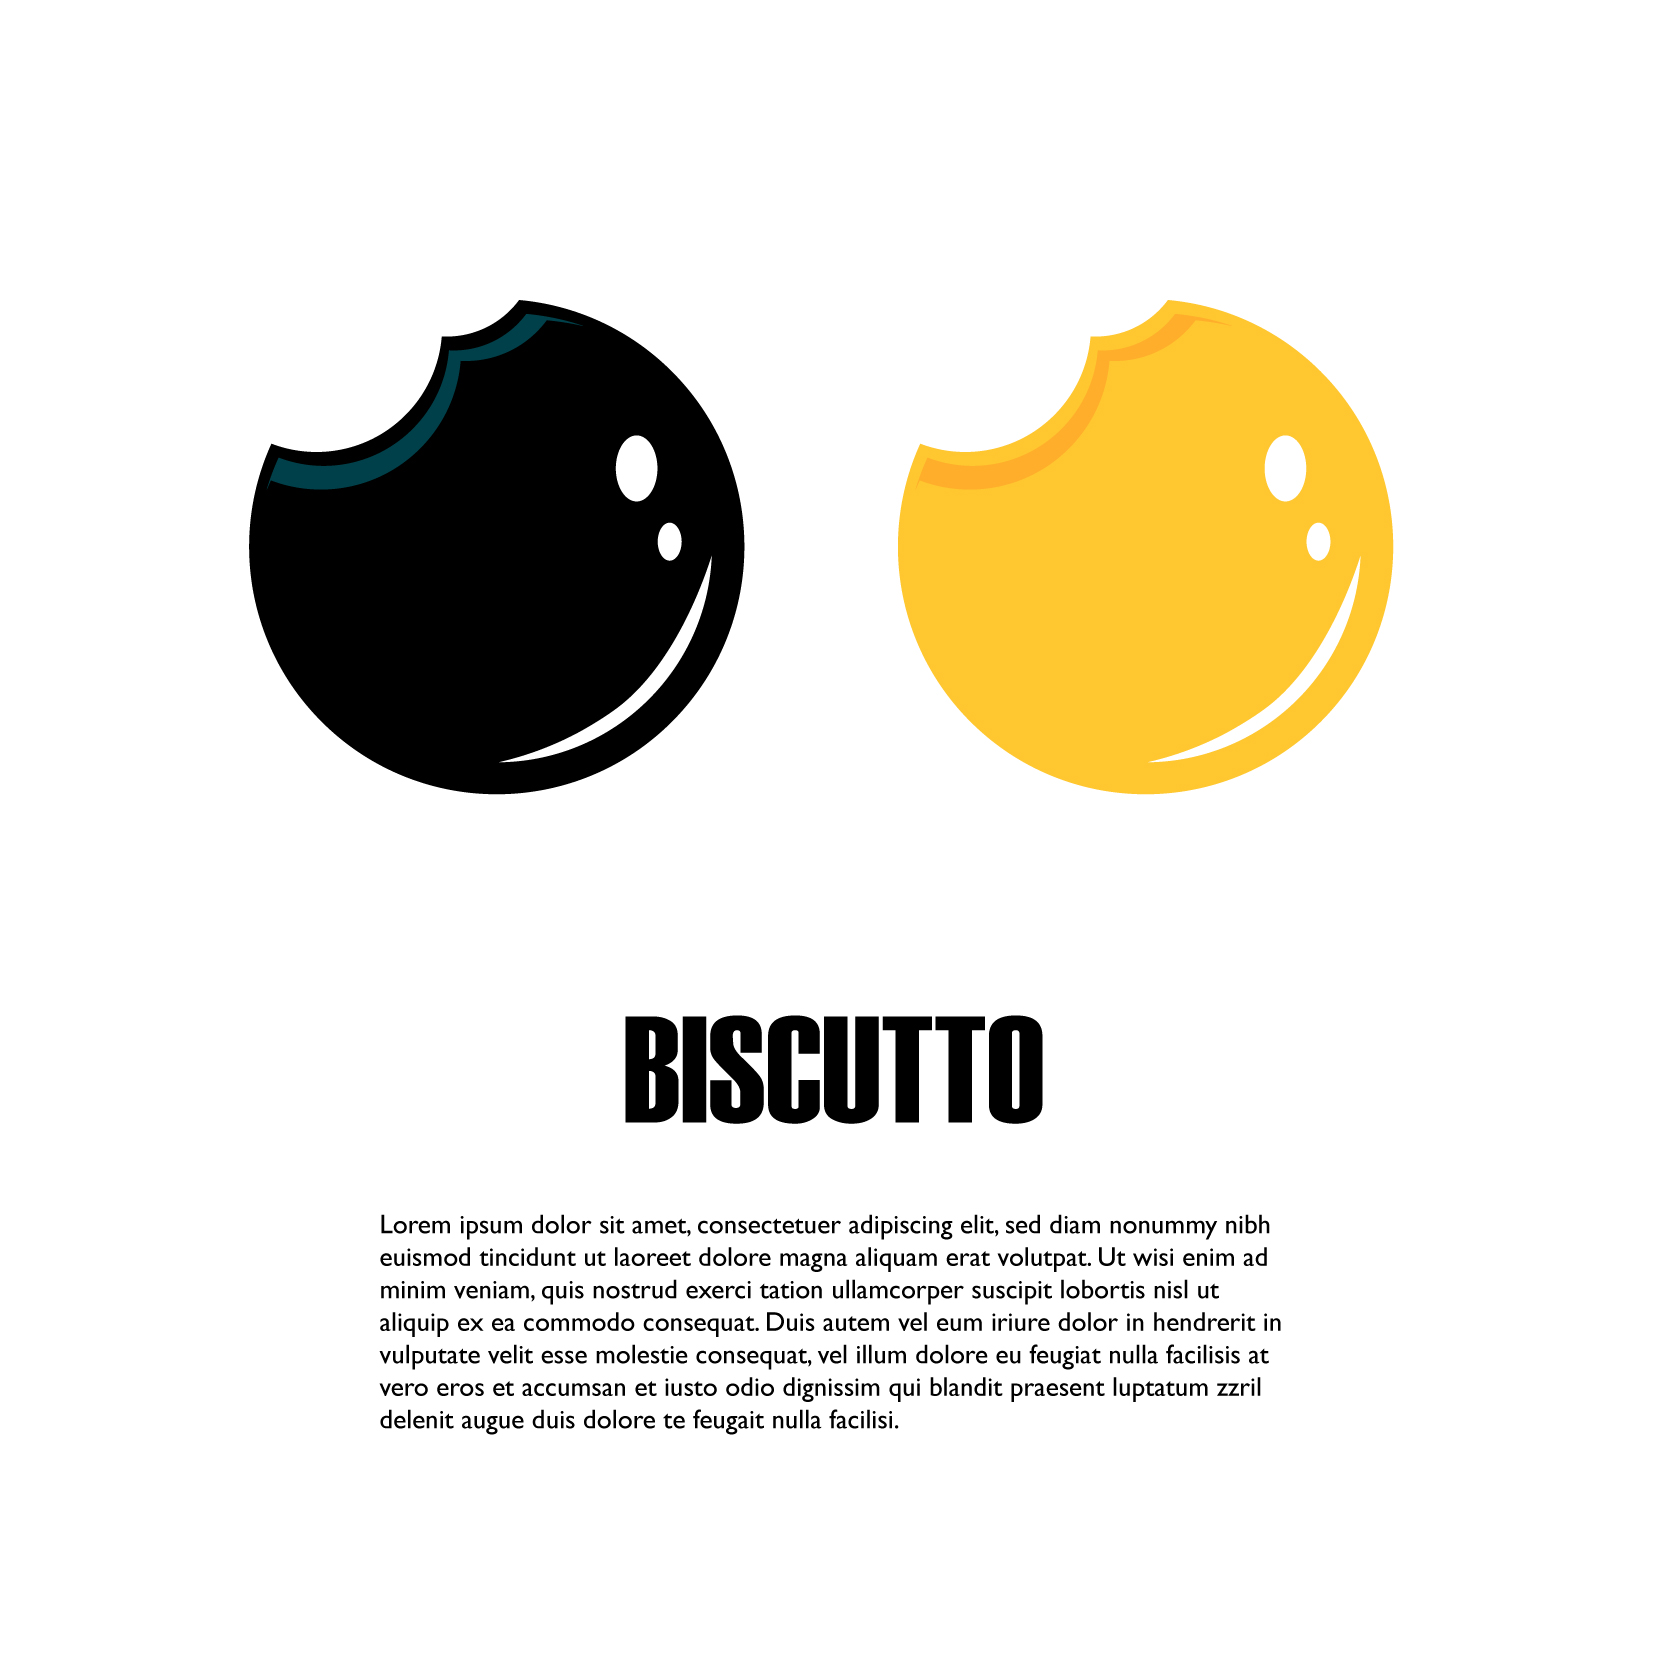 BISCUTTO
Lorem ipsum dolor sit amet, consectetuer adipiscing elit, sed diam nonummy nibh
euismod tincidunt ut laoreet dolore magna aliquam erat volutpat. Ut wisi enim ad
minim veniam, quis nostrud exerci tation ullamcorper suscipit lobortis nisl ut
aliquip ex ea commodo consequat. Duis autem vel eum iriure dolor in hendrerit in
vulputate velit esse molestie consequat, vel illum dolore eu feugiat nulla facilisis at
vero eros et accumsan et iusto odio dignissim qui blandit praesent luptatum zzril
delenit augue duis dolore te feugait nulla facilisi.